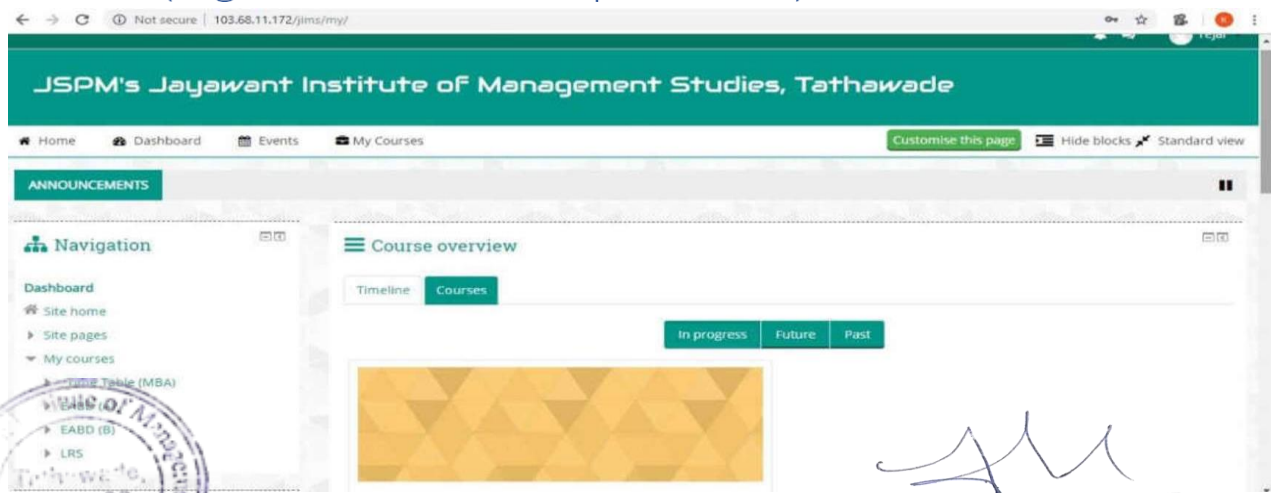 Not secure | 103.68.11.172/jims/my/
JSPM's Jayawant Institute of Management Studies, Tathawade
Home Dashboard Events My Courses Customise this page Hide blocks Standard view
ANNOUNCEMENTS
Navigation
Dashboard
Site home
Site pages
My courses
Time Table (MBA)
EABD (B)
LRS
Course overview
Timeline Courses
In progress Future Past